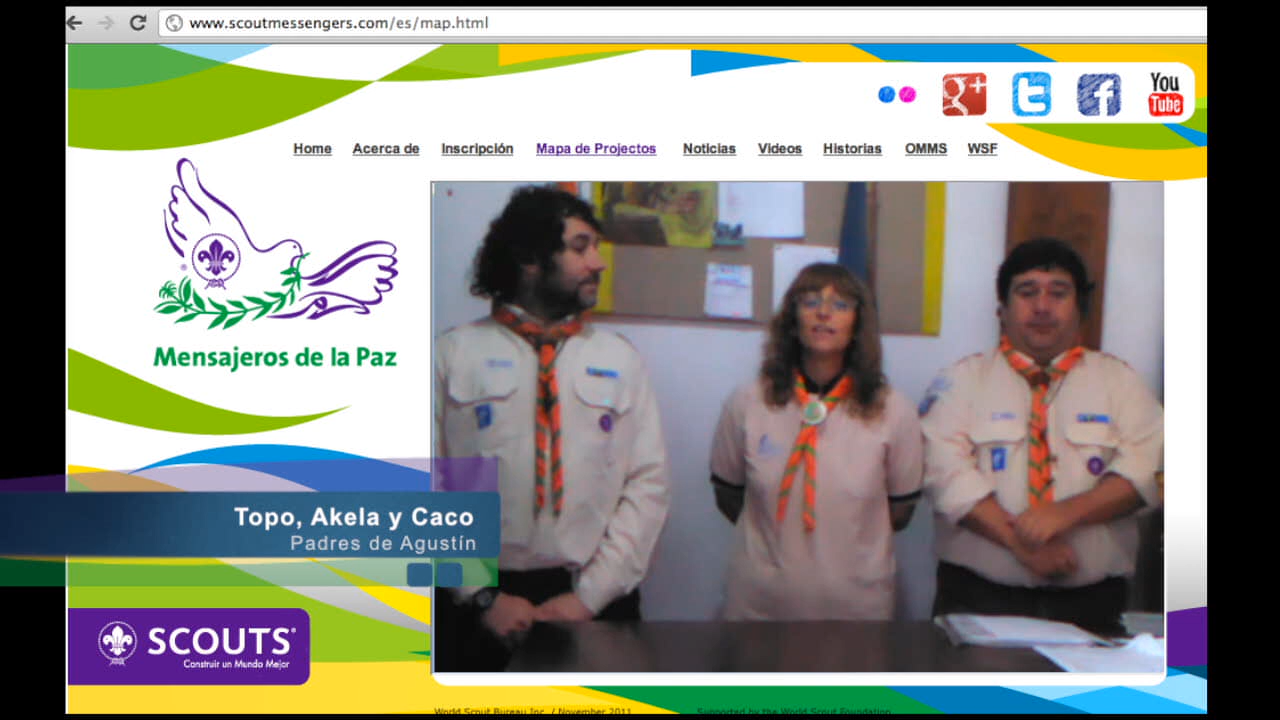 www.scoutmessengers.com/es/map.html
g+
t
f
You
Tube
Home Acerca de Inscripción Mapa de Projectos Noticias Videos Historias OMMS WSF
Mensajeros de la Paz
Topo, Akela y Caco
Padres de Agustín
SCOUTS®
Construir un Mundo Mejor
World Scout Bureau Inc. / November 2011 Supported by the World Scout Foundation